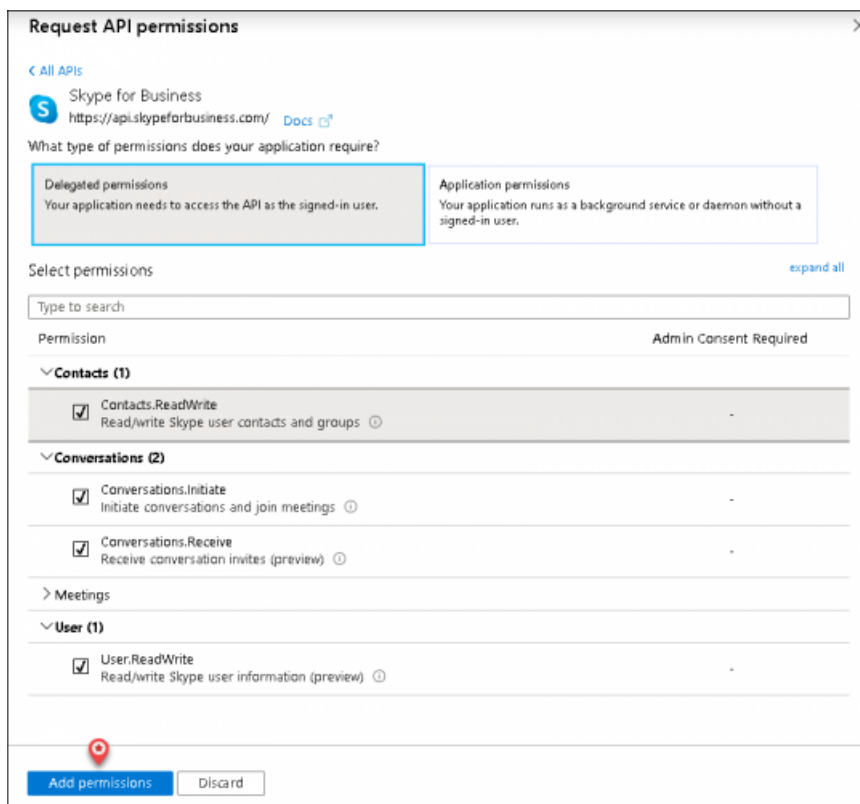 Request API permissions
All APIs
Skype for Business
https://api.skypeforbusiness.com/ Docs
What type of permissions does your application require?
Delegated permissions
Your application needs to access the API as the signed-in user.
Application permissions
Your application runs as a background service or daemon without a
signed-in user.
Select permissions
expand all
Type to search
Permission
Admin Consent Required
Contacts (1)
Contacts.ReadWrite
Read/write Skype user contacts and groups
-
Conversations (2)
Conversations.Initiate
Initiate conversations and join meetings
-
Conversations.Receive
Receive conversation invites (preview)
-
Meetings
User (1)
User.ReadWrite
Read/write Skype user information (preview)
-
Add permissions
Discard